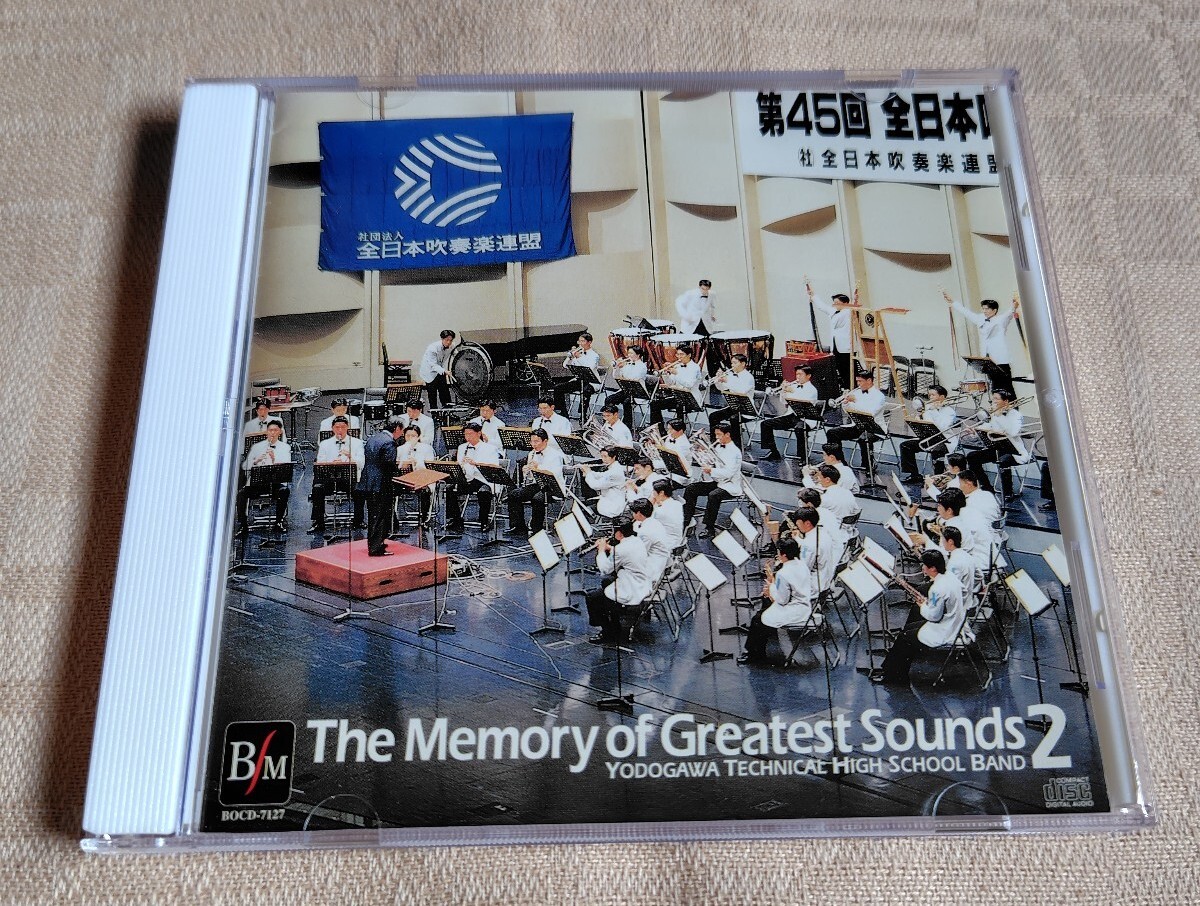 第45回 全日本
社 全日本吹奏楽連盟
社団法人
全日本吹奏楽連盟
The Memory of Greatest Sounds 2
YODOGAWA TECHNICAL HIGH SCHOOL BAND
BfM
BOCD-7127
COMPACT
disc
DIGITAL AUDIO